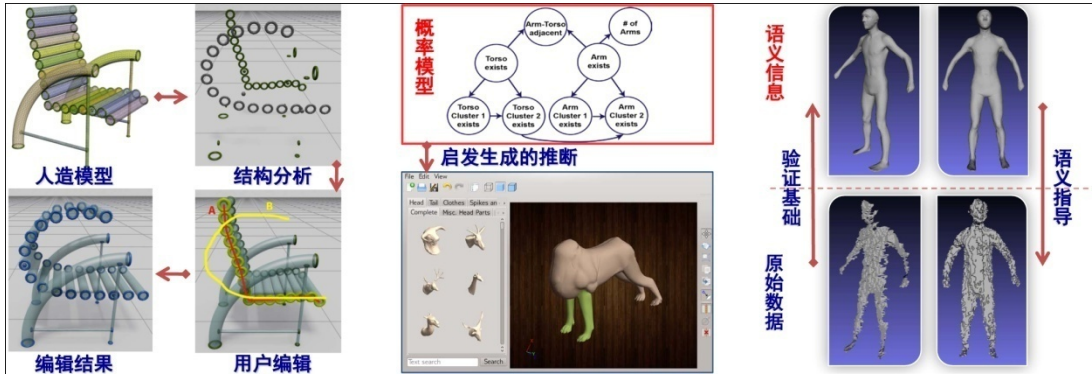 人造模型
结构分析
A
B
编辑结果
用户编辑
概率模型
Arm-Torso
adjacent
# of
Arms
Torso
exists
Arm
exists
Torso
Cluster 1
exists
Torso
Cluster 2
exists
Arm
Cluster 1
exists
Arm
Cluster 2
exists
启发生成的推断
File Edit View
Head Tail Clothes Spikes an
Complete Misc. Head Parts
Text search Search
语义信息
验证基础
语义指导
原始数据